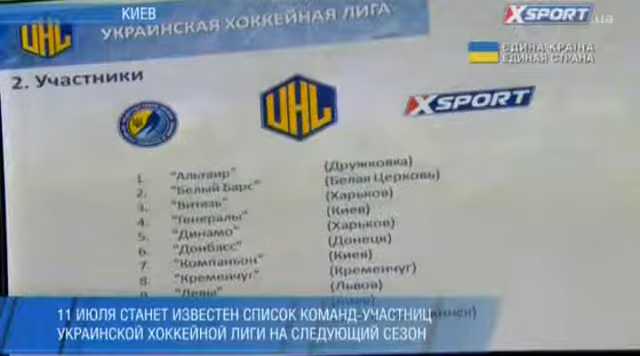 КИЕВ
XSPORT.ua
UHL УКРАИНСКАЯ ХОККЕЙНАЯ ЛИГА
ЄДИНА КРАЇНА
ЕДИНАЯ СТРАНА
2. Участники
UHL XSPORT
1. "Альтаир" (Дружковка)
2. "Белый Барс" (Белая Церковь)
3. "Витязь" (Харьков)
4. "Генералы" (Киев)
5. "Динамо" (Харьков)
6. "Донбасс" (Донецк)
7. "Компаньон" (Киев)
8. "Кременчуг" (Кременчуг)
9. "Левы" (Львов)
11 ИЮЛЯ СТАНЕТ ИЗВЕСТЕН СПИСОК КОМАНД-УЧАСТНИЦ
УКРАИНСКОЙ ХОККЕЙНОЙ ЛИГИ НА СЛЕДУЮЩИЙ СЕЗОН